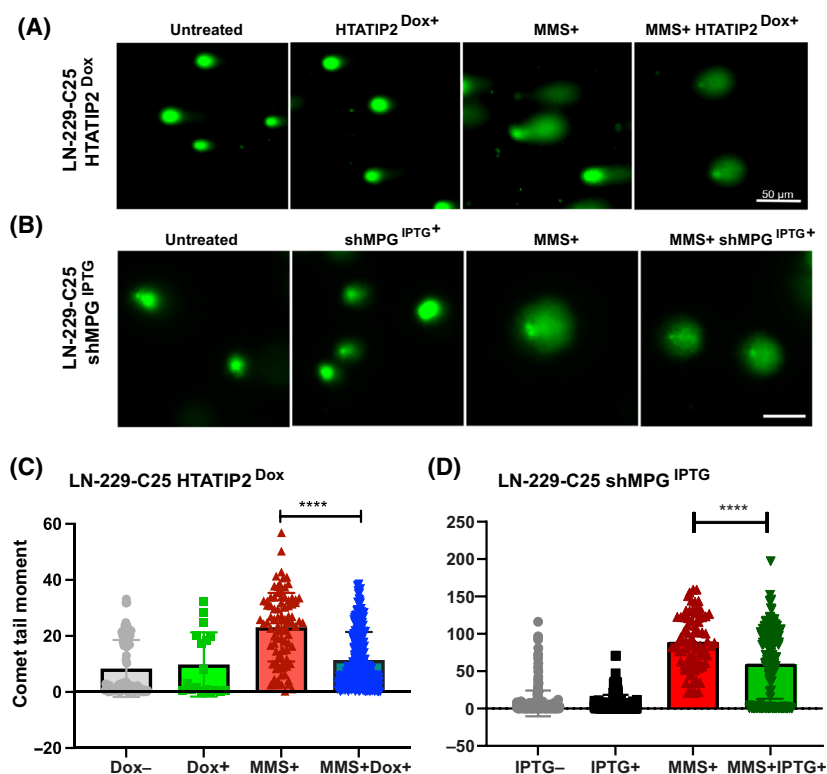 (A)
Untreated
HTATIP2 Dox+
MMS+
MMS+ HTATIP2 Dox+
LN-229-C25
HTATIP2 Dox
50 µm
(B)
Untreated
shMPG IPTG+
MMS+
MMS+ shMPG IPTG+
LN-229-C25
shMPG IPTG
(C)
LN-229-C25 HTATIP2 Dox
****
Comet tail moment
60
40
20
0
–20
Dox–
Dox+
MMS+
MMS+Dox+
(D)
LN-229-C25 shMPG IPTG
****
250
200
150
100
50
0
–50
IPTG–
IPTG+
MMS+
MMS+IPTG+